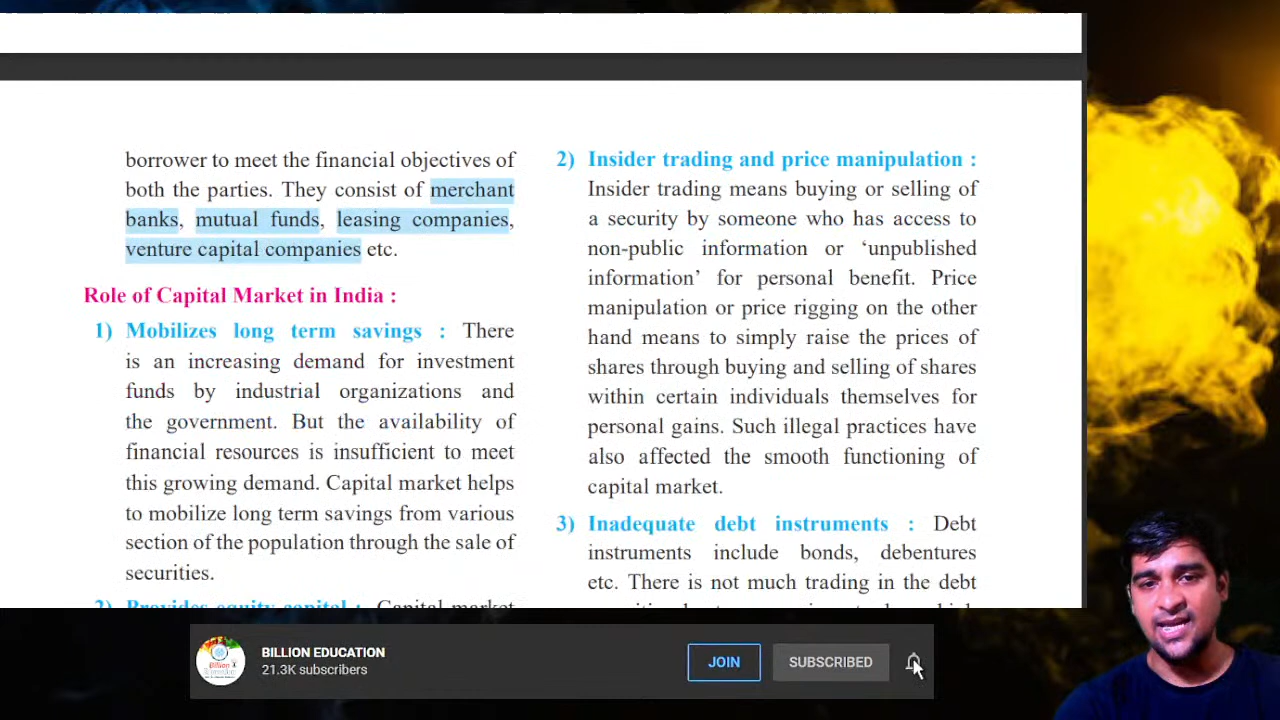 borrower to meet the financial objectives of
both the parties. They consist of merchant
banks, mutual funds, leasing companies,
venture capital companies etc.
Role of Capital Market in India :
1) Mobilizes long term savings : There
is an increasing demand for investment
funds by industrial organizations and
the government. But the availability of
financial resources is insufficient to meet
this growing demand. Capital market helps
to mobilize long term savings from various
section of the population through the sale of
securities.
2) Provides equity capital : Capital market
2) Insider trading and price manipulation :
Insider trading means buying or selling of
a security by someone who has access to
non-public information or ‘unpublished
information’ for personal benefit. Price
manipulation or price rigging on the other
hand means to simply raise the prices of
shares through buying and selling of shares
within certain individuals themselves for
personal gains. Such illegal practices have
also affected the smooth functioning of
capital market.
3) Inadequate debt instruments : Debt
instruments include bonds, debentures
etc. There is not much trading in the debt
BILLION EDUCATION
21.3K subscribers
JOIN
SUBSCRIBED